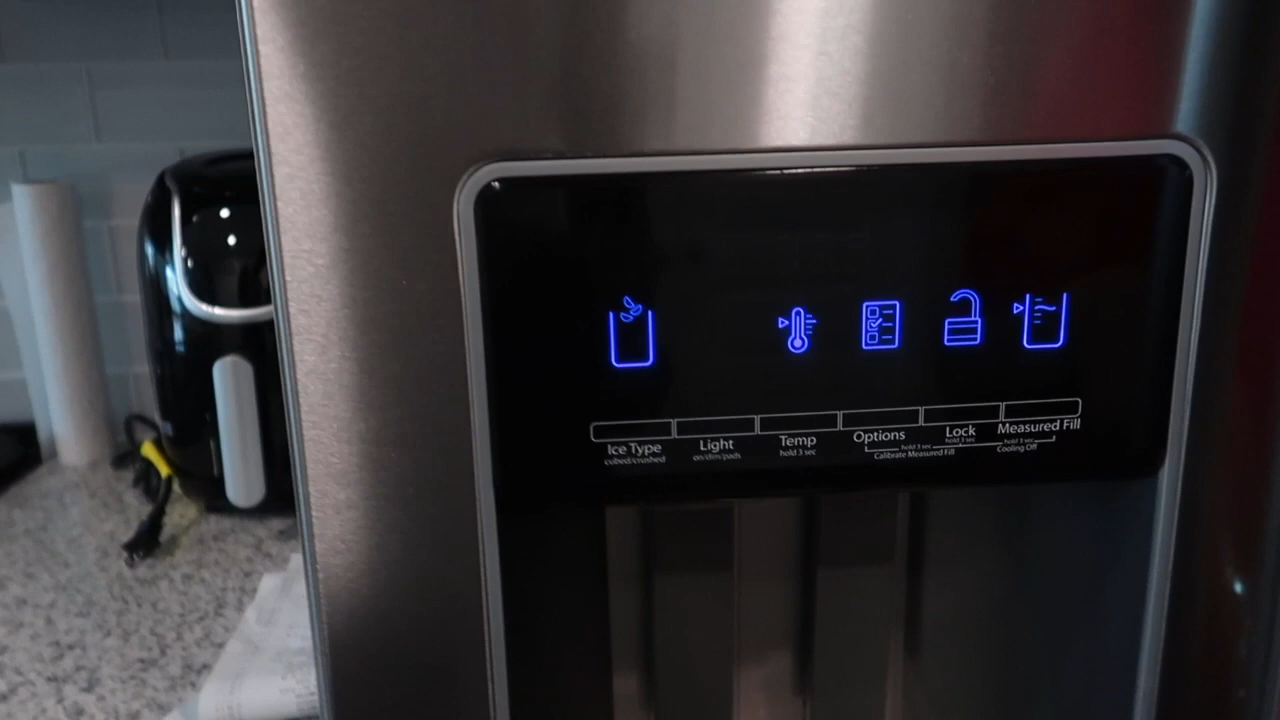 Ice Type
cubed/crushed
Light
on/dim/pads
Temp
hold 3 sec
Options
Lock
hold 3 sec
Measured Fill
hold 3 sec
hold 3 sec
Calibrate Measured Fill
Cooling Off